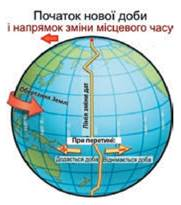 Початок нової доби
і напрямок зміни місцевого часу
Обертання Землі
Лінія зміни дат
При перетині:
Додається доба
Віднімається доба